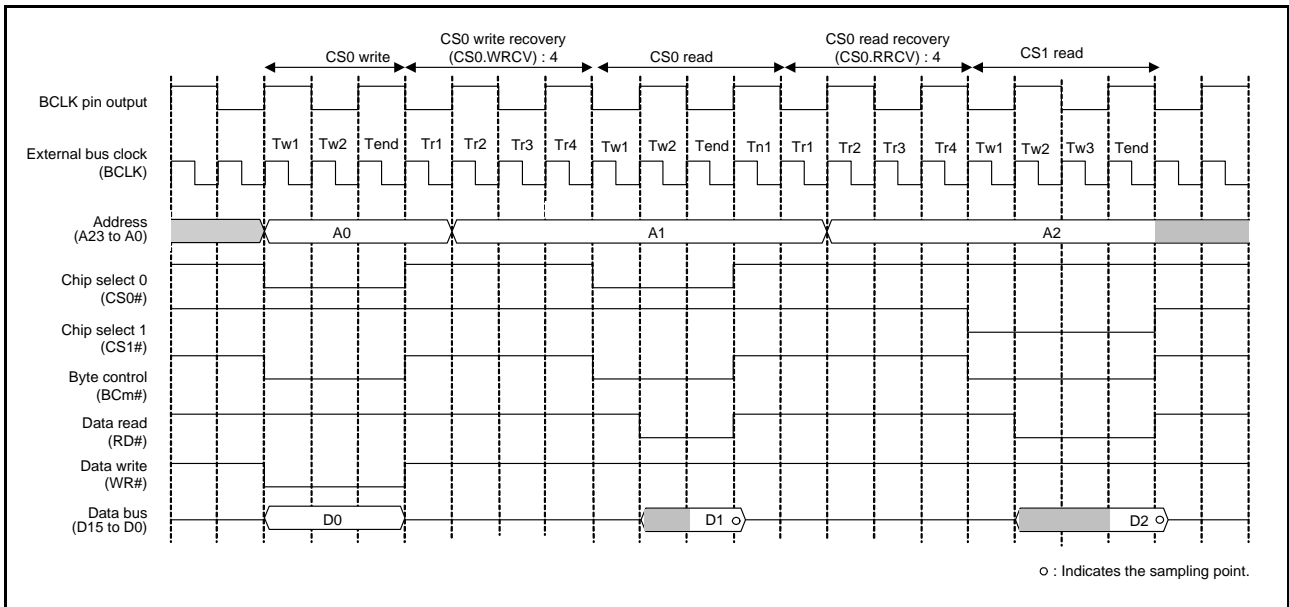 CS0 write
CS0 write recovery
(CS0.WRCV) : 4
CS0 read
CS0 read recovery
(CS0.RRCV) : 4
CS1 read
BCLK pin output
External bus clock
(BCLK)
Tw1 Tw2 Tend Tr1 Tr2 Tr3 Tr4 Tw1 Tw2 Tend Tn1 Tr1 Tr2 Tr3 Tr4 Tw1 Tw2 Tw3 Tend
Address
(A23 to A0)
A0 A1 A2
Chip select 0
(CS0#)
Chip select 1
(CS1#)
Byte control
(BCm#)
Data read
(RD#)
Data write
(WR#)
Data bus
(D15 to D0)
D0 D1 D2
: Indicates the sampling point.